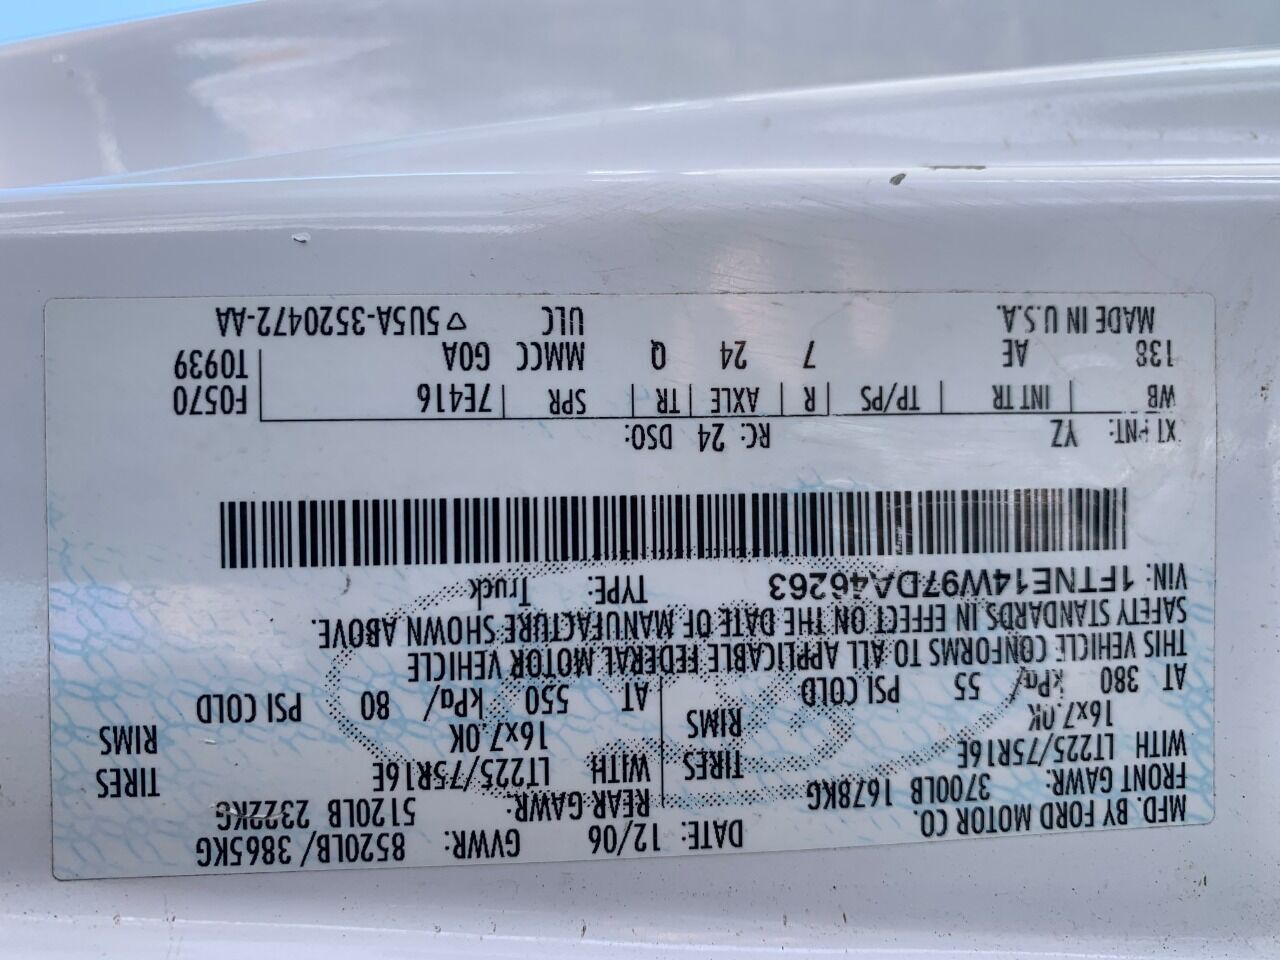 MFD. BY FORD MOTOR CO.
DATE: 12/06 GVWR: 8520LB/ 3865KG
FRONT GAWR: 3700LB 1678KG REAR GAWR: 5120LB 2322KG
WITH LT225/75R16E TIRES WITH LT225/75R16E TIRES
16x7.0K RIMS 16x7.0K RIMS
AT 380 kPa/ 55 PSI COLD AT 550 kPa/ 80 PSI COLD
THIS VEHICLE CONFORMS TO ALL APPLICABLE FEDERAL MOTOR VEHICLE
SAFETY STANDARDS IN EFFECT ON THE DATE OF MANUFACTURE SHOWN ABOVE.
VIN: 1FTNE14W97DA46263 TYPE: Truck
PNT: YZ RC: 24 DSO:
WB INT TR TP/PS R AXLE TR SPR 7E416 F0570
138 AE 7 24 Q MMCC GOA T0939
MADE IN U.S.A. ULC 5U5A-3520472-AA